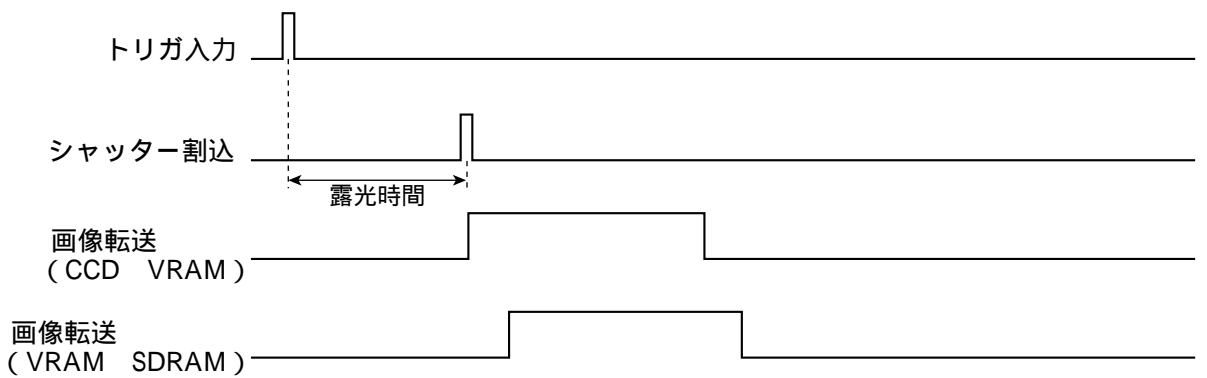 トリガ入力
シャッター割込
露光時間
画像転送
(CCD VRAM)
画像転送
(VRAM SDRAM)